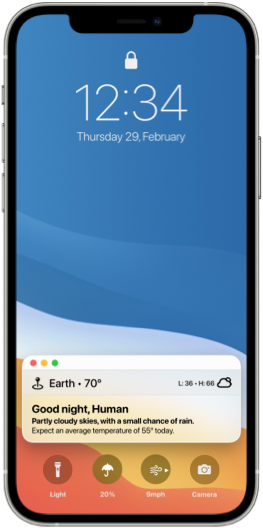 12:34
Thursday 29, February
Earth • 70°
L: 36 • H: 66
Good night, Human
Partly cloudy skies, with a small chance of rain.
Expect an average temperature of 55° today.
Light
20%
9mph
Camera